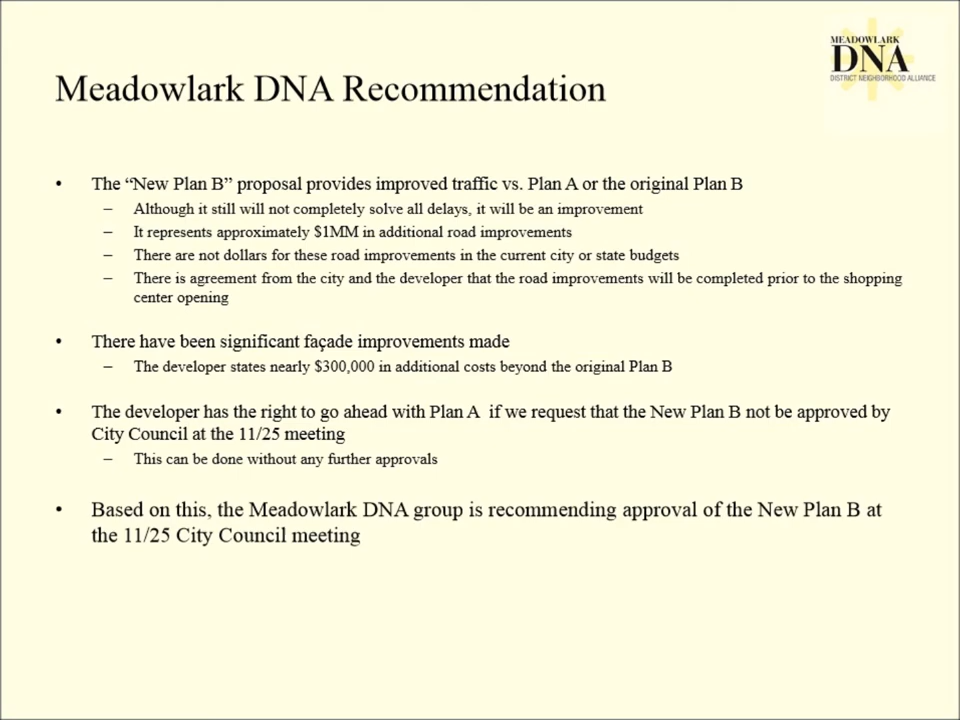 MEADOWLARK
DNA
DISTRICT NEIGHBORHOOD ALLIANCE
Meadowlark DNA Recommendation
• The “New Plan B” proposal provides improved traffic vs. Plan A or the original Plan B
– Although it still will not completely solve all delays, it will be an improvement
– It represents approximately $1MM in additional road improvements
– There are not dollars for these road improvements in the current city or state budgets
– There is agreement from the city and the developer that the road improvements will be completed prior to the shopping
center opening
• There have been significant façade improvements made
– The developer states nearly $300,000 in additional costs beyond the original Plan B
• The developer has the right to go ahead with Plan A if we request that the New Plan B not be approved by
City Council at the 11/25 meeting
– This can be done without any further approvals
• Based on this, the Meadowlark DNA group is recommending approval of the New Plan B at
the 11/25 City Council meeting